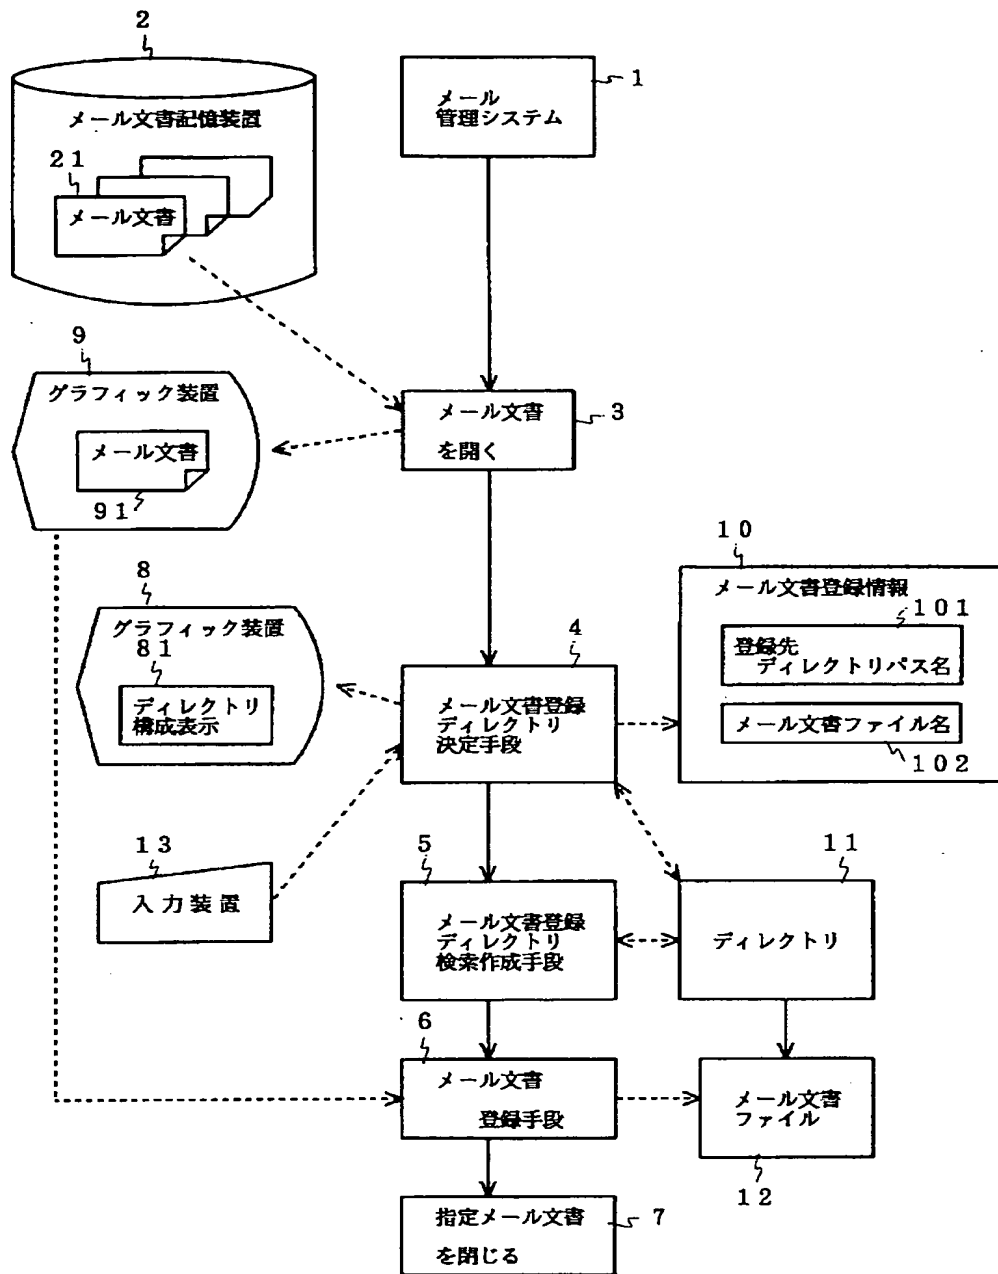 2
1
メール文書記憶装置
メール
管理システム
21
メール文書
9
グラフィック装置
メール文書
を開く
3
メール文書
91
10
メール文書登録情報
8
グラフィック装置
101
4
登録先
ディレクトリパス名
81
ディレクトリ
構成表示
メール文書登録
ディレクトリ
決定手段
メール文書ファイル名
102
13
入力装置
5
11
メール文書登録
ディレクトリ
検索作成手段
ディレクトリ
6
メール文書
登録手段
メール文書
ファイル
12
指定メール文書
を閉じる
7